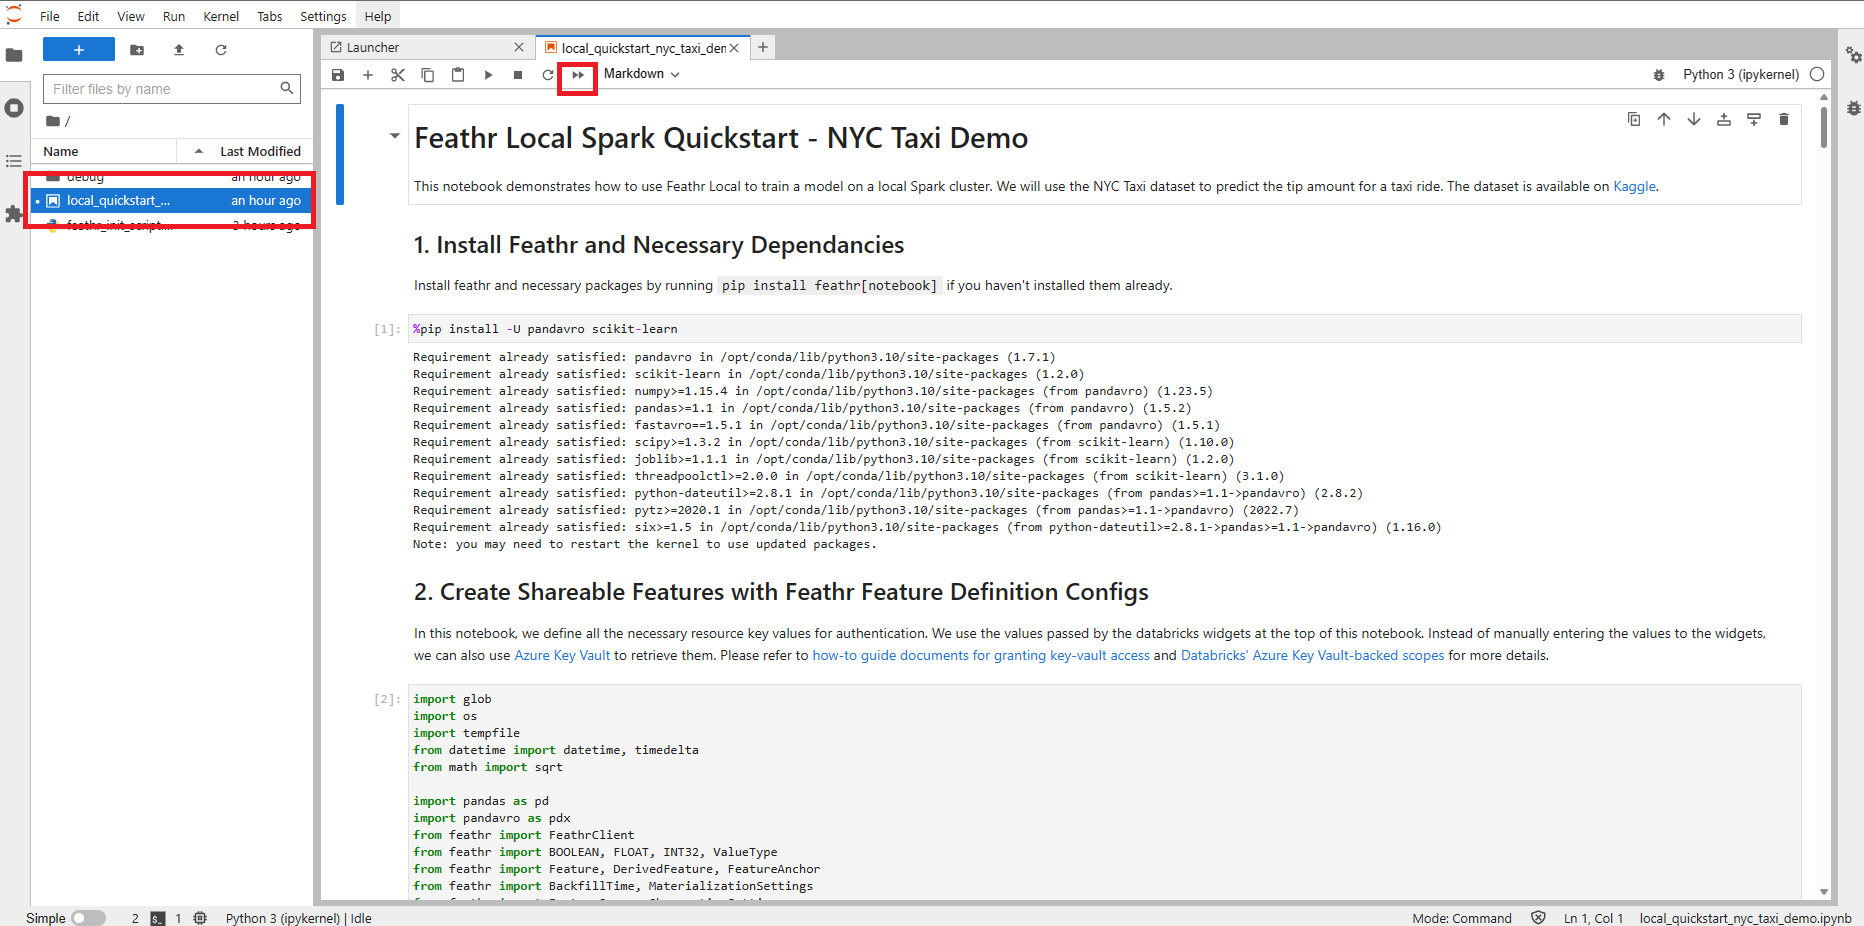 File Edit View Run Kernel Tabs Settings Help
Filter files by name
/
Name Last Modified
debug an hour ago
local_quickstart_... an hour ago
feathr_init_script.... 3 hours ago
Launcher
local_quickstart_nyc_taxi_den
Markdown
Python 3 (ipykernel)
Feathr Local Spark Quickstart - NYC Taxi Demo
This notebook demonstrates how to use Feathr Local to train a model on a local Spark cluster. We will use the NYC Taxi dataset to predict the tip amount for a taxi ride. The dataset is available on Kaggle.
1. Install Feathr and Necessary Dependancies
Install feathr and necessary packages by running pip install feathr[notebook] if you haven't installed them already.
[1]: %pip install -U pandavro scikit-learn
Requirement already satisfied: pandavro in /opt/conda/lib/python3.10/site-packages (1.7.1)
Requirement already satisfied: scikit-learn in /opt/conda/lib/python3.10/site-packages (1.2.0)
Requirement already satisfied: numpy>=1.15.4 in /opt/conda/lib/python3.10/site-packages (from pandavro) (1.23.5)
Requirement already satisfied: pandas>=1.1 in /opt/conda/lib/python3.10/site-packages (from pandavro) (1.5.2)
Requirement already satisfied: fastavro==1.5.1 in /opt/conda/lib/python3.10/site-packages (from pandavro) (1.5.1)
Requirement already satisfied: scipy>=1.3.2 in /opt/conda/lib/python3.10/site-packages (from scikit-learn) (1.10.0)
Requirement already satisfied: joblib>=1.1.1 in /opt/conda/lib/python3.10/site-packages (from scikit-learn) (1.2.0)
Requirement already satisfied: threadpoolctl>=2.0.0 in /opt/conda/lib/python3.10/site-packages (from scikit-learn) (3.1.0)
Requirement already satisfied: python-dateutil>=2.8.1 in /opt/conda/lib/python3.10/site-packages (from pandas>=1.1->pandavro) (2.8.2)
Requirement already satisfied: pytz>=2020.1 in /opt/conda/lib/python3.10/site-packages (from pandas>=1.1->pandavro) (2022.7)
Requirement already satisfied: six>=1.5 in /opt/conda/lib/python3.10/site-packages (from python-dateutil>=2.8.1->pandas>=1.1->pandavro) (1.16.0)
Note: you may need to restart the kernel to use updated packages.
2. Create Shareable Features with Feathr Feature Definition Configs
In this notebook, we define all the necessary resource key values for authentication. We use the values passed by the databricks widgets at the top of this notebook. Instead of manually entering the values to the widgets,
we can also use Azure Key Vault to retrieve them. Please refer to how-to guide documents for granting key-vault access and Databricks' Azure Key Vault-backed scopes for more details.
[2]: import glob
import os
import tempfile
from datetime import datetime, timedelta
from math import sqrt
import pandas as pd
import pandavro as pdx
from feathr import FeathrClient
from feathr import BOOLEAN, FLOAT, INT32, ValueType
from feathr import Feature, DerivedFeature, FeatureAnchor
from feathr import BackfillTime, MaterializationSettings
Simple 2 1 Python 3 (ipykernel) | Idle
Mode: Command Ln 1, Col 1 local_quickstart_nyc_taxi_demo.ipynb